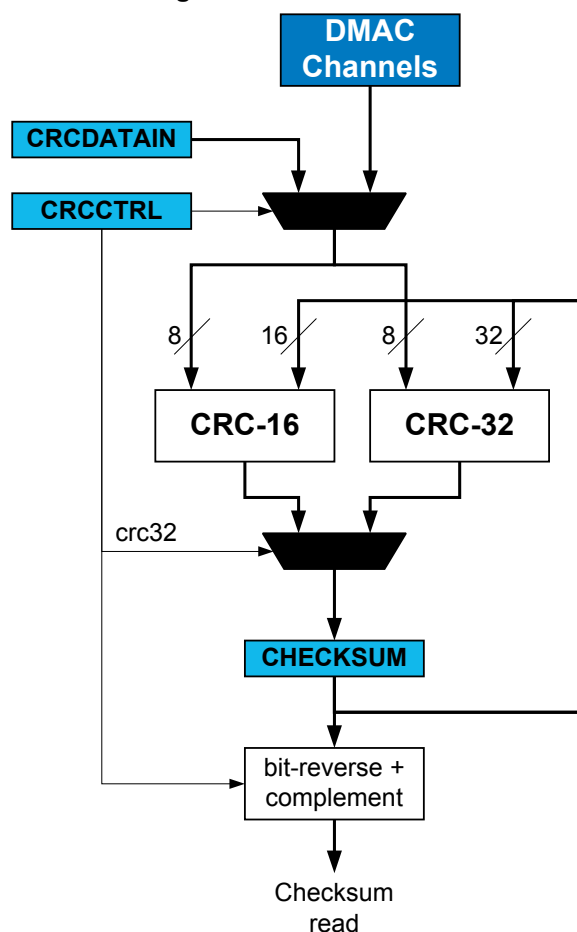 DMAC
Channels
CRCDATAIN
CRCCTRL
8
16
8
32
CRC-16
CRC-32
crc32
CHECKSUM
bit-reverse +
complement
Checksum
read